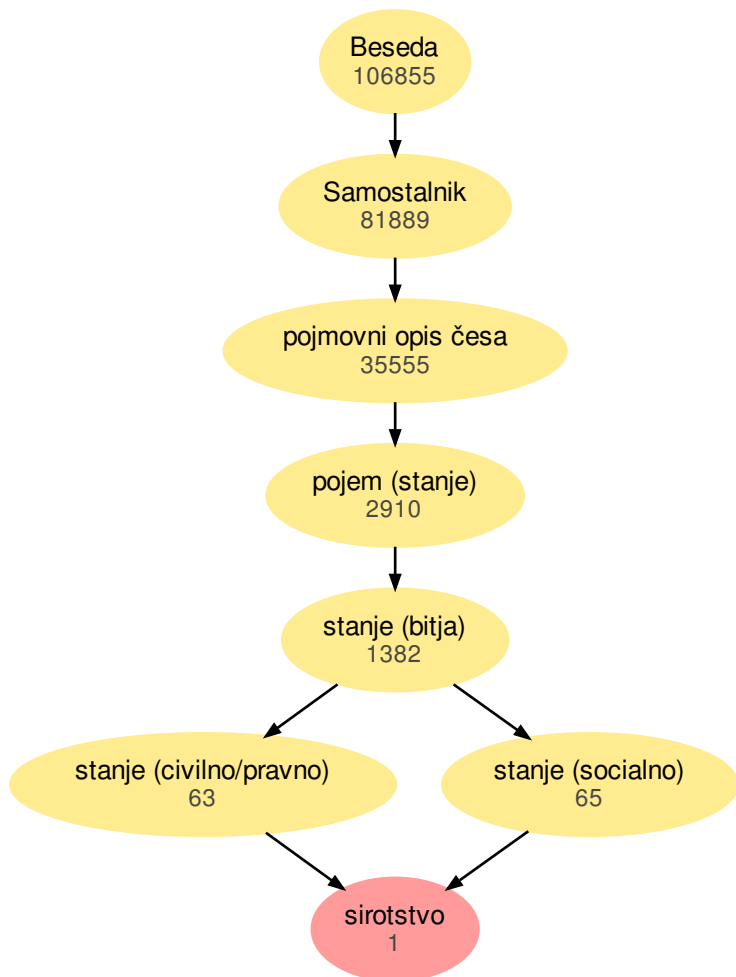 Beseda
106855
Samostalnik
81889
pojmovni opis česa
35555
pojem (stanje)
2910
stanje (bitja)
1382
stanje (civilno/pravno)
63
stanje (socialno)
65
sirotstvo
1